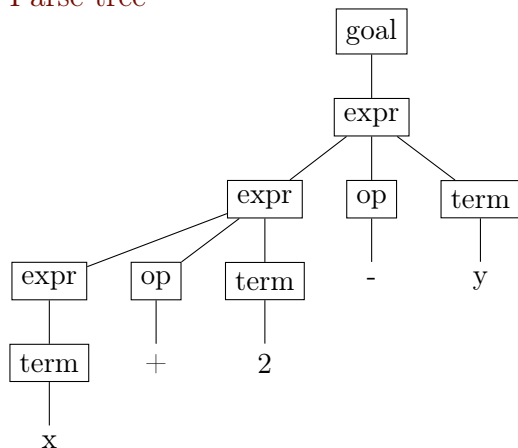 Parse tree
goal
expr
expr op term
expr op term - y
term + 2
x